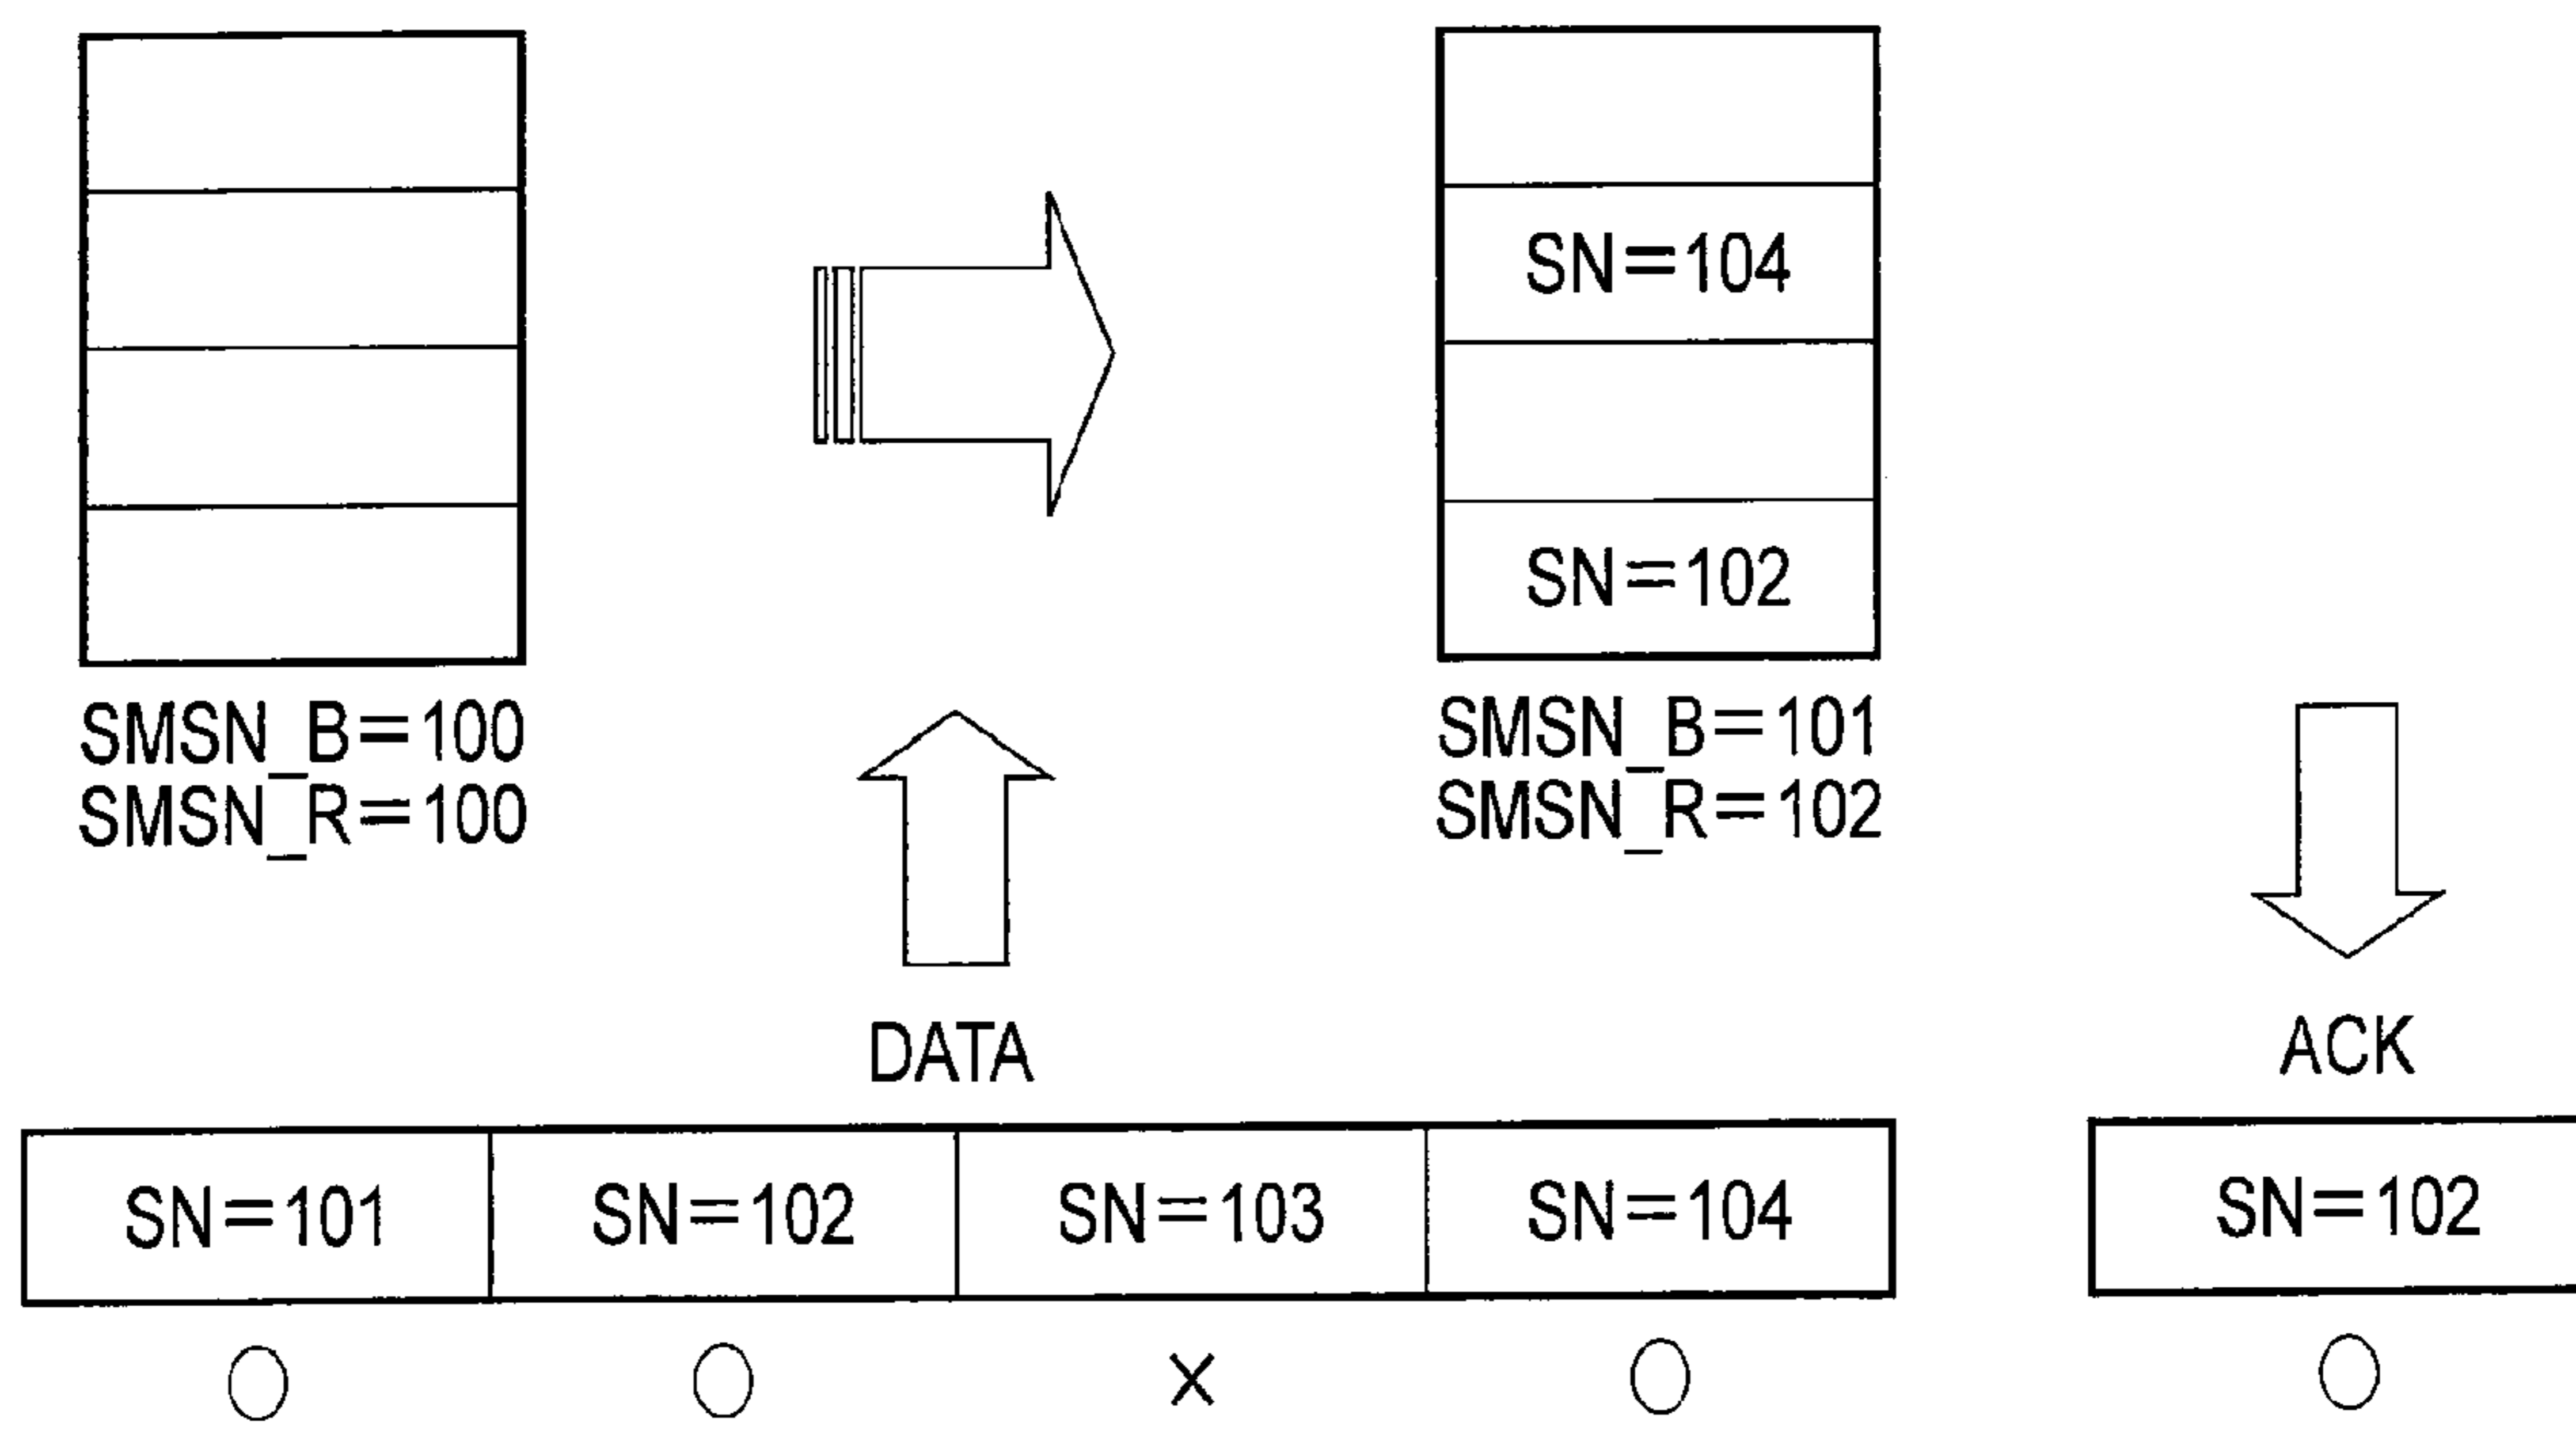 SN=104
SN=102
SMSN_B=100
SMSN_R=100
SMSN_B=101
SMSN_R=102
DATA
ACK
SN=101
SN=102
SN=103
SN=104
SN=102